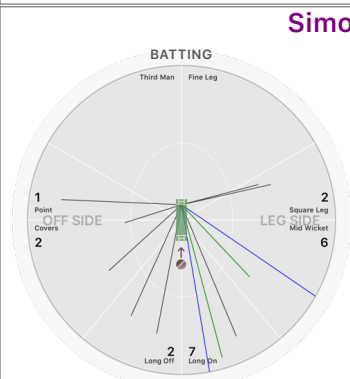 Simo
BATTING
Third Man Fine Leg
1
Point
OFF SIDE
Covers
2
2
Square Leg
LEG SIDE
Mid Wicket
6
2 7
Long Off Long On